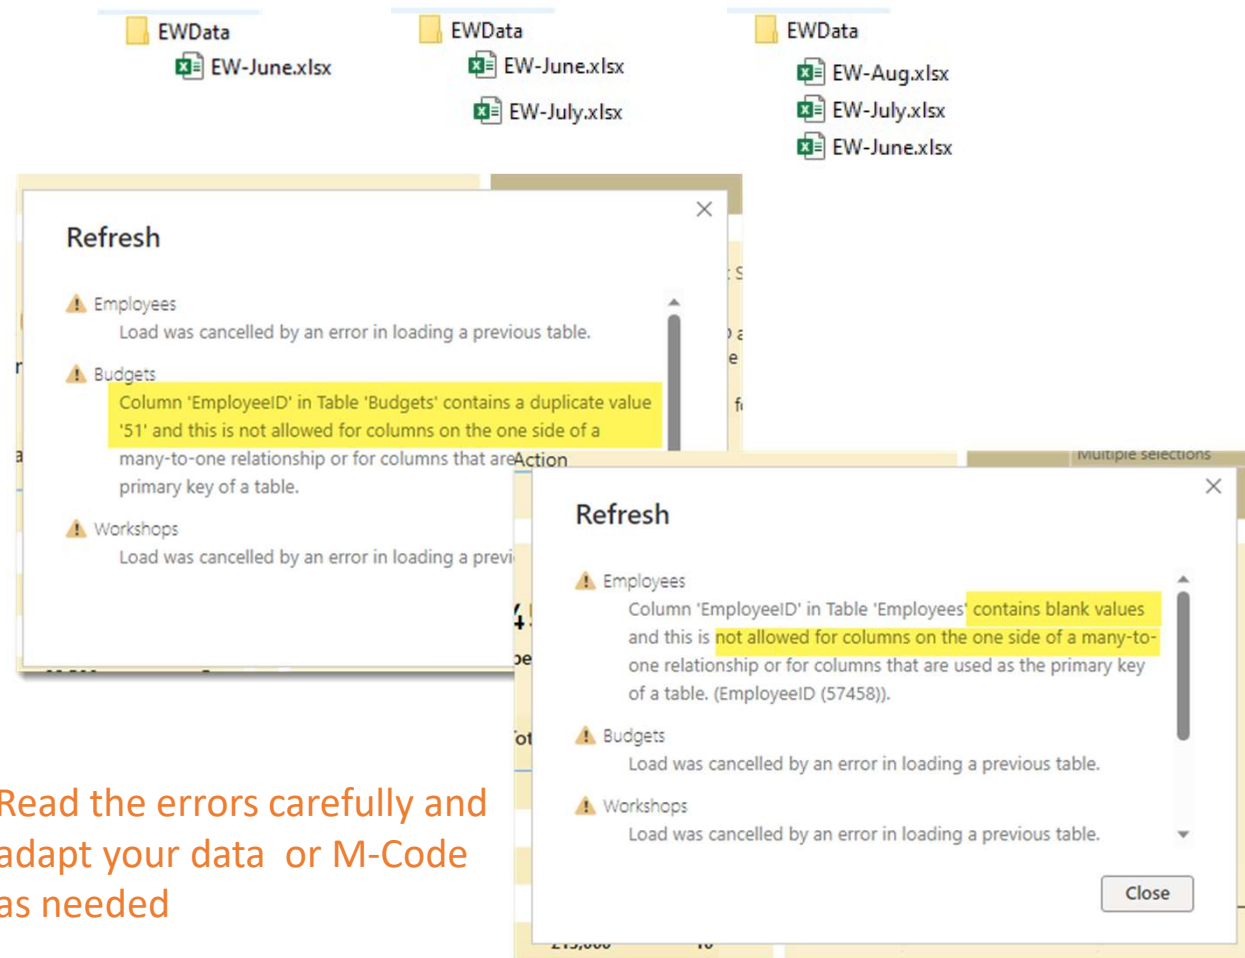 EWData
EW-June.xlsx
EWData
EW-June.xlsx
EW-July.xlsx
EWData
EW-Aug.xlsx
EW-July.xlsx
EW-June.xlsx
Refresh
Employees
Load was cancelled by an error in loading a previous table.
Budgets
Column 'EmployeeID' in Table 'Budgets' contains a duplicate value
'51' and this is not allowed for columns on the one side of a
many-to-one relationship or for columns that are
primary key of a table.
Workshops
Load was cancelled by an error in loading a previ
Action
Multiple selections
Refresh
Employees
Column 'EmployeeID' in Table 'Employees' contains blank values
and this is not allowed for columns on the one side of a many-to-
one relationship or for columns that are used as the primary key
of a table. (EmployeeID (57458)).
Budgets
Load was cancelled by an error in loading a previous table.
Workshops
Load was cancelled by an error in loading a previous table.
Close
Read the errors carefully and
adapt your data or M-Code
as needed